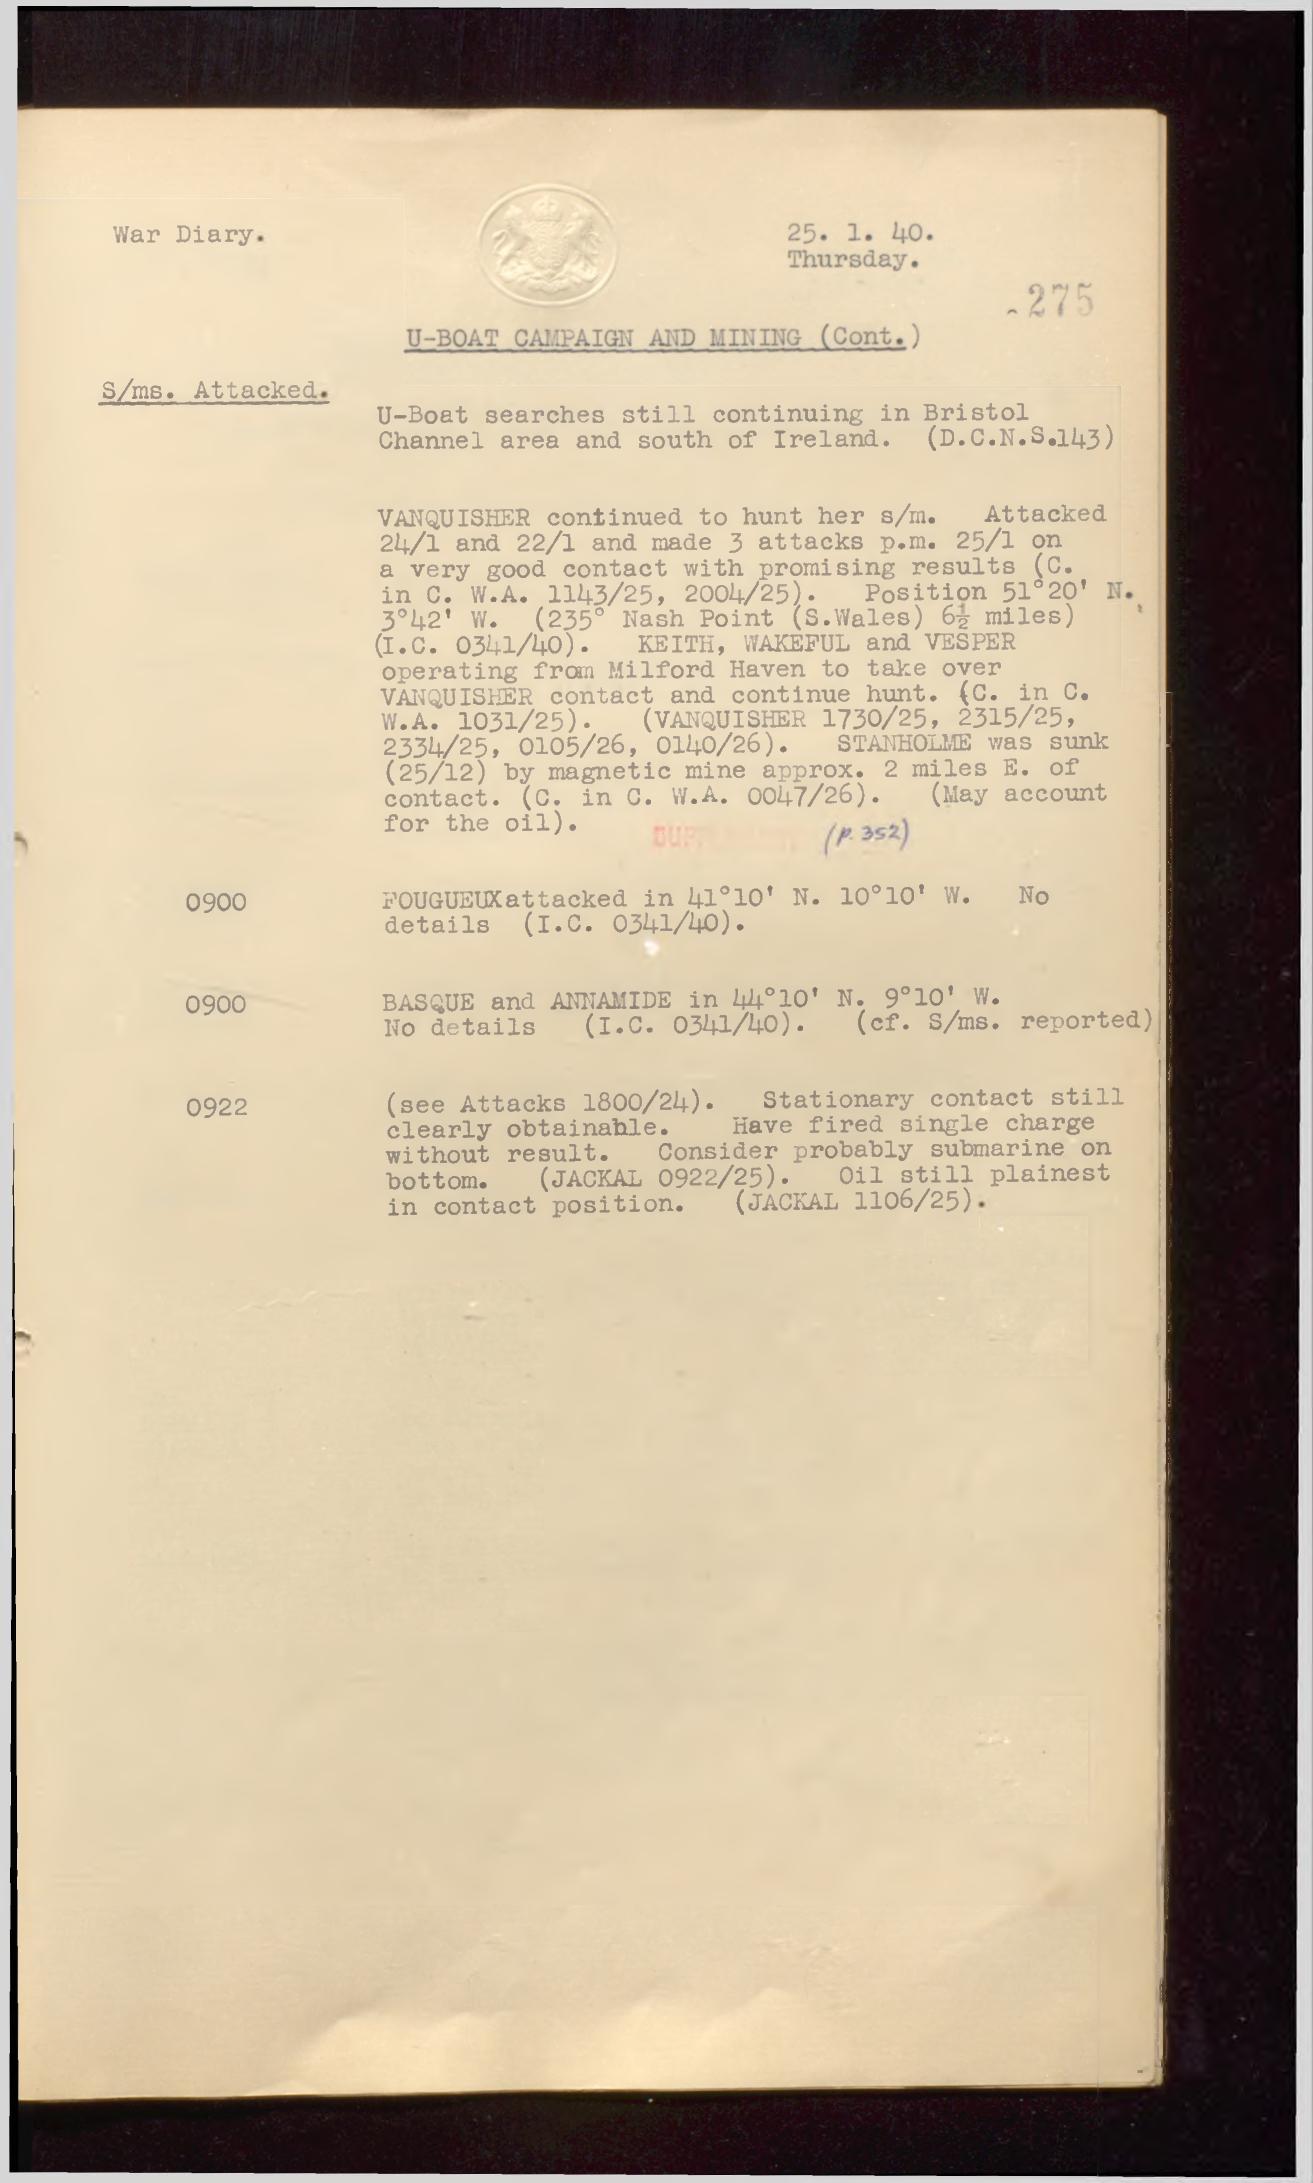 War Diary.
25. 1. 40.
Thursday.
275
U-BOAT CAMPAIGN AND MINING (Cont.)
S/ms. Attacked.
U-Boat searches still continuing in Bristol
Channel area and south of Ireland. (D.C.N.S.143)
VANQUISHER continued to hunt her s/m. Attacked
24/1 and 22/1 and made 3 attacks p.m. 25/1 on
a very good contact with promising results (C.
in C. W.A. 1143/25, 2004/25). Position 51°20' N.
3°42' W. (235° Nash Point (S.Wales) 6½ miles)
(I.C. 0341/40). KEITH, WAKEFUL and VESPER
operating from Milford Haven to take over
VANQUISHER contact and continue hunt. (C. in C.
W.A. 1031/25). (VANQUISHER 1730/25, 2315/25,
2334/25, 0105/26, 0140/26). STANHOLME was sunk
(25/12) by magnetic mine approx. 2 miles E. of
contact. (C. in C. W.A. 0047/26). (May account
for the oil).
(p. 352)
0900 FOUGUEUXattacked in 41°10' N. 10°10' W. No
details (I.C. 0341/40).
0900 BASQUE and ANNAMIDE in 44°10' N. 9°10' W.
No details (I.C. 0341/40). (cf. S/ms. reported)
0922 (see Attacks 1800/24). Stationary contact still
clearly obtainable. Have fired single charge
without result. Consider probably submarine on
bottom. (JACKAL 0922/25). Oil still plainest
in contact position. (JACKAL 1106/25).